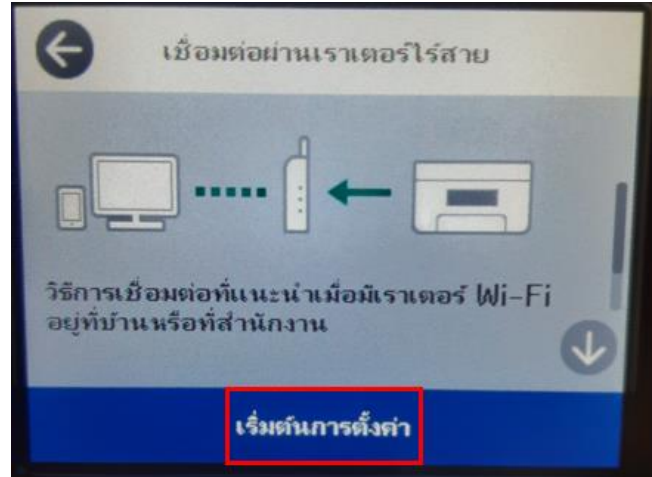 เชื่อมต่อผ่านเราเตอร์ไร้สาย
วิธีการเชื่อมต่อที่แนะนำเมื่อมีเราเตอร์ Wi-Fi
อยู่ที่บ้านหรือที่สำนักงาน
เริ่มต้นการตั้งค่า